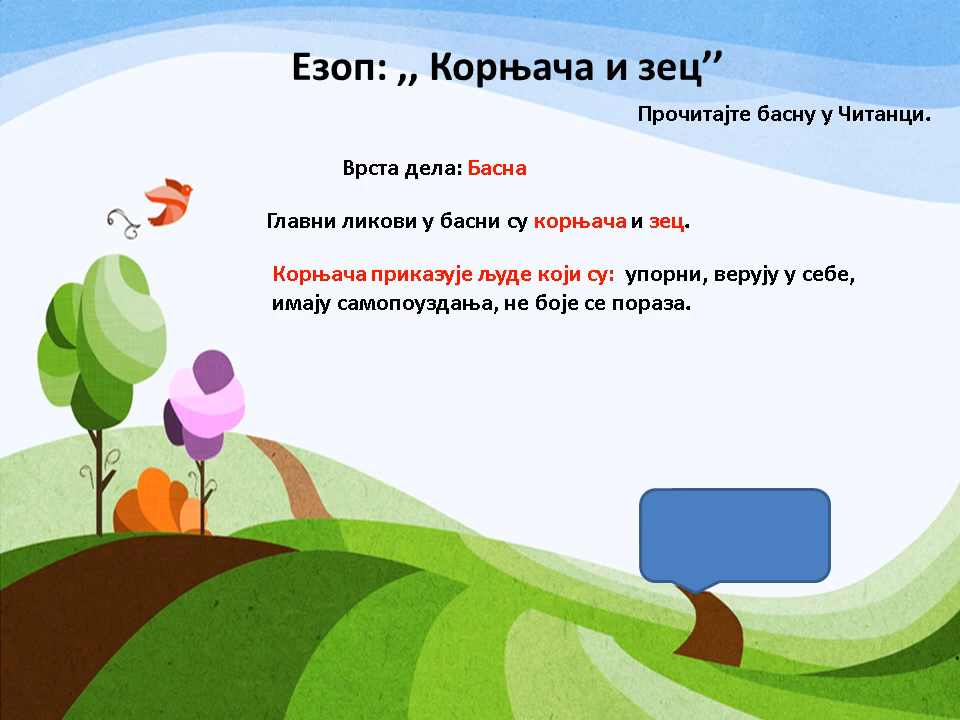 Езоп: ,, Корњача и зец’’
Прочитајте басну у Читанци.
Врста дела: Басна
Главни ликови у басни су корњача и зец.
Корњача приказује људе који су: упорни, верују у себе,
имају самопоуздања, не боје се пораза.